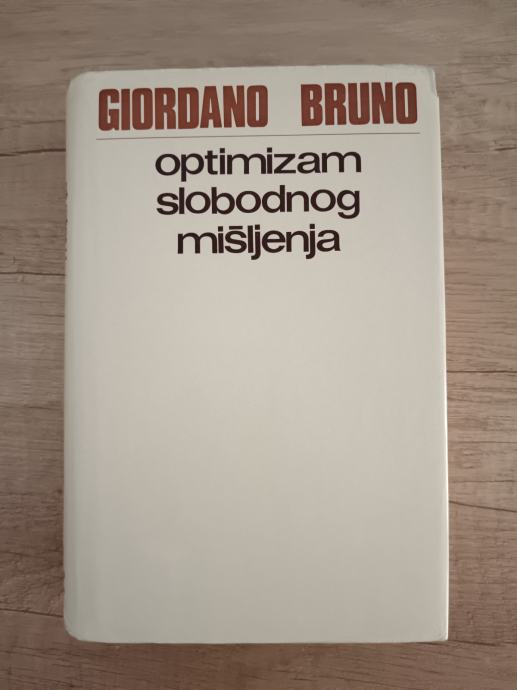 GIORDANO BRUNO
optimizam
slobodnog
mišljenja